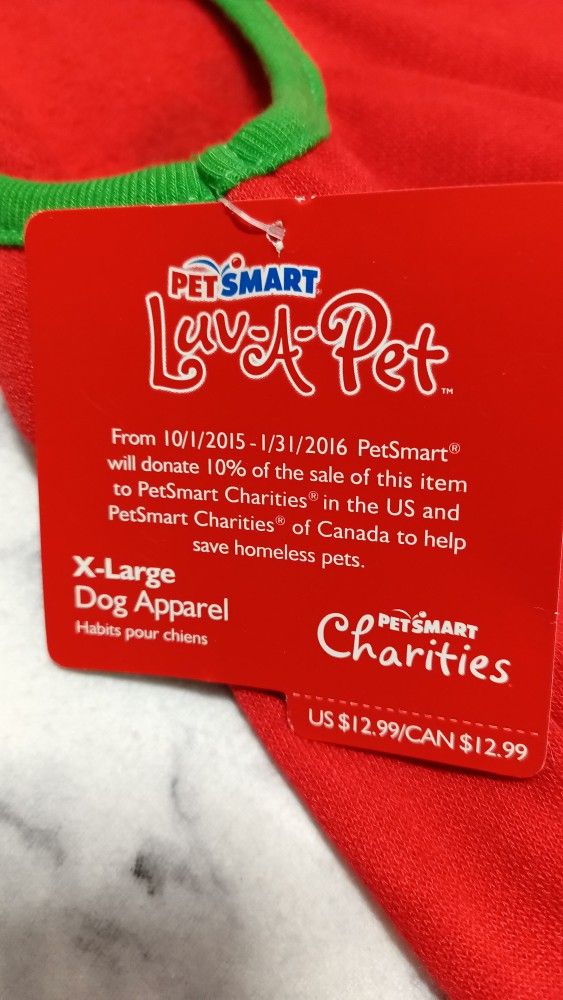 PETSMART
Luv-A-Pet™
From 10/1/2015 - 1/31/2016 PetSmart®
will donate 10% of the sale of this item
to PetSmart Charities® in the US and
PetSmart Charities® of Canada to help
save homeless pets.
X-Large
Dog Apparel
Habits pour chiens
PETSMART
Charities
US $12.99/CAN $12.99